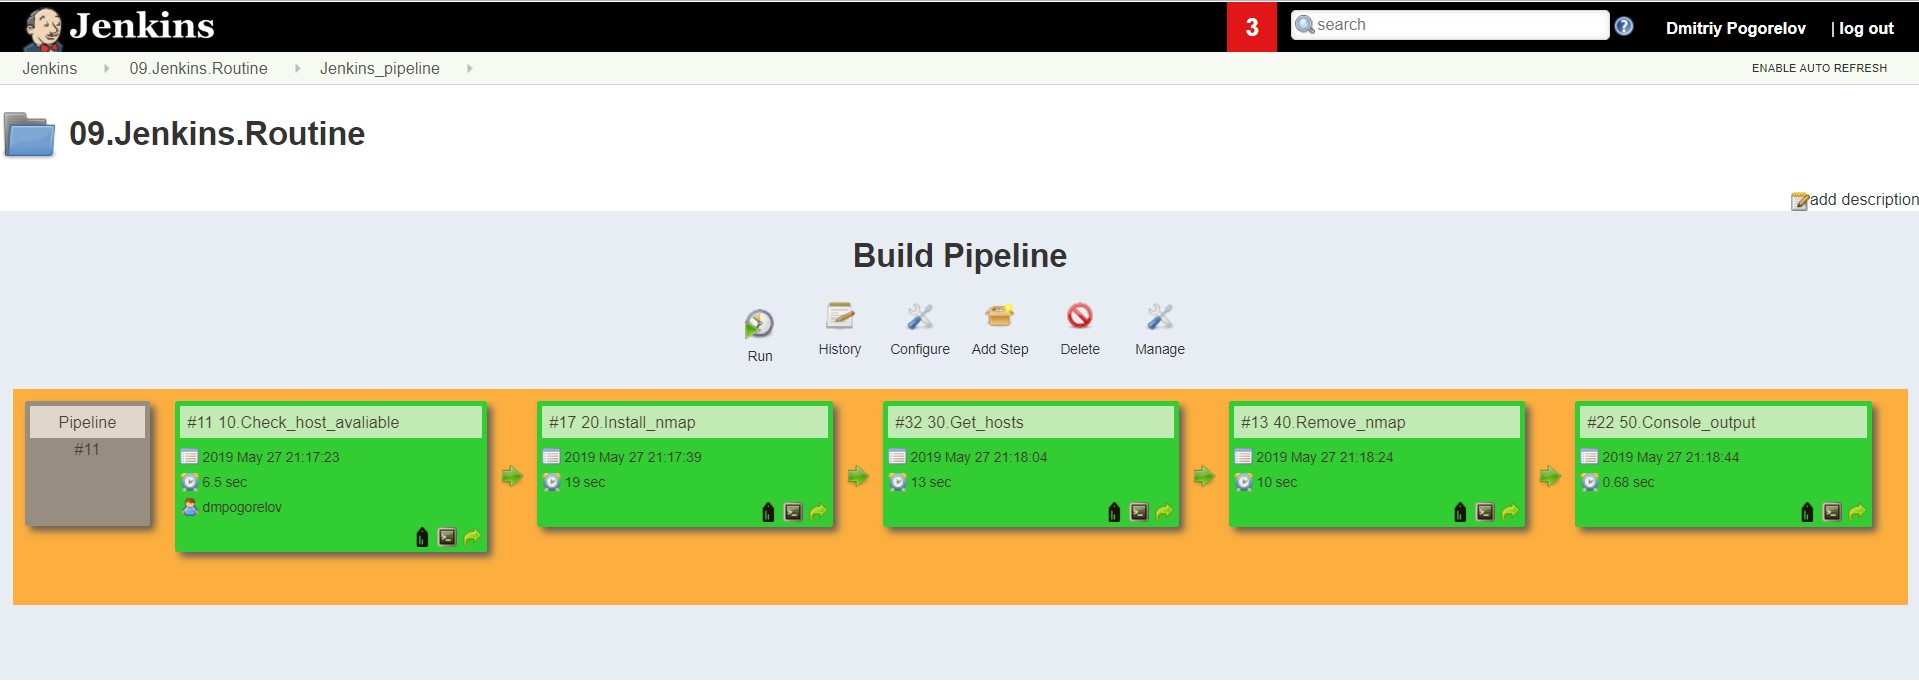 Jenkins
3
search
?
Dmitriy Pogorelov | log out
Jenkins 09.Jenkins.Routine Jenkins_pipeline
ENABLE AUTO REFRESH
09.Jenkins.Routine
add description
Build Pipeline
Run
History
Configure
Add Step
Delete
Manage
Pipeline
#11
#11 10.Check_host_avaliable
2019 May 27 21:17:23
6.5 sec
dmpogorelov
#17 20.Install_nmap
2019 May 27 21:17:39
19 sec
#32 30.Get_hosts
2019 May 27 21:18:04
13 sec
#13 40.Remove_nmap
2019 May 27 21:18:24
10 sec
#22 50.Console_output
2019 May 27 21:18:44
0.68 sec